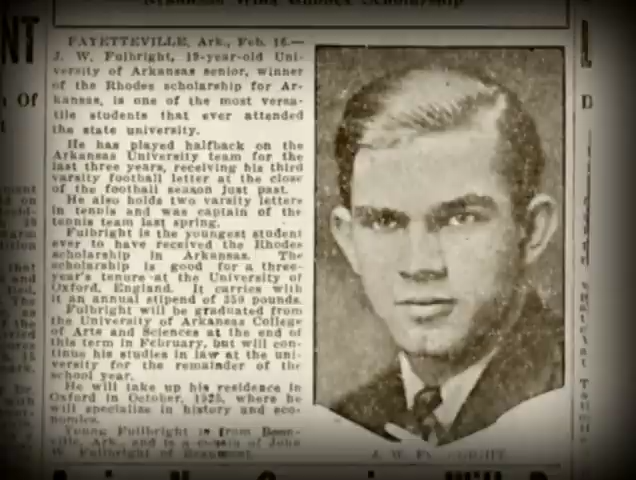 Arkansas Wins Rhodes Scholarship
FAYETTEVILLE, Ark., Feb. 16.—
J. W. Fulbright, 19-year-old Uni-
versity of Arkansas senior, winner
of the Rhodes scholarship for Ar-
kansas, is one of the most versa-
tile students that ever attended
the state university.
He has played halfback on the
Arkansas University team for the
last three years, receiving his third
varsity football letter at the close
of the football season just past.
He also holds two varsity letters
in tennis and was captain of the
tennis team last spring.
Fulbright is the youngest student
ever to have received the Rhodes
scholarship in Arkansas. The
scholarship is good for a three-
year's tenure at the University of
Oxford, England. It carries with
it an annual stipend of 350 pounds.
Fulbright will be graduated from
the University of Arkansas College
of Arts and Sciences at the end of
this term in February, but will con-
tinue his studies in law at the uni-
versity for the remainder of the
school year.
He will take up his residence in
Oxford in October, 1925, where he
will specialize in history and eco-
nomics.
Young Fullbright is from Boon-
ville, Ark., and is a cousin of John
W. Fulbright of Beaumont.
J. W. FULBRIGHT.
NT
Of
L
D